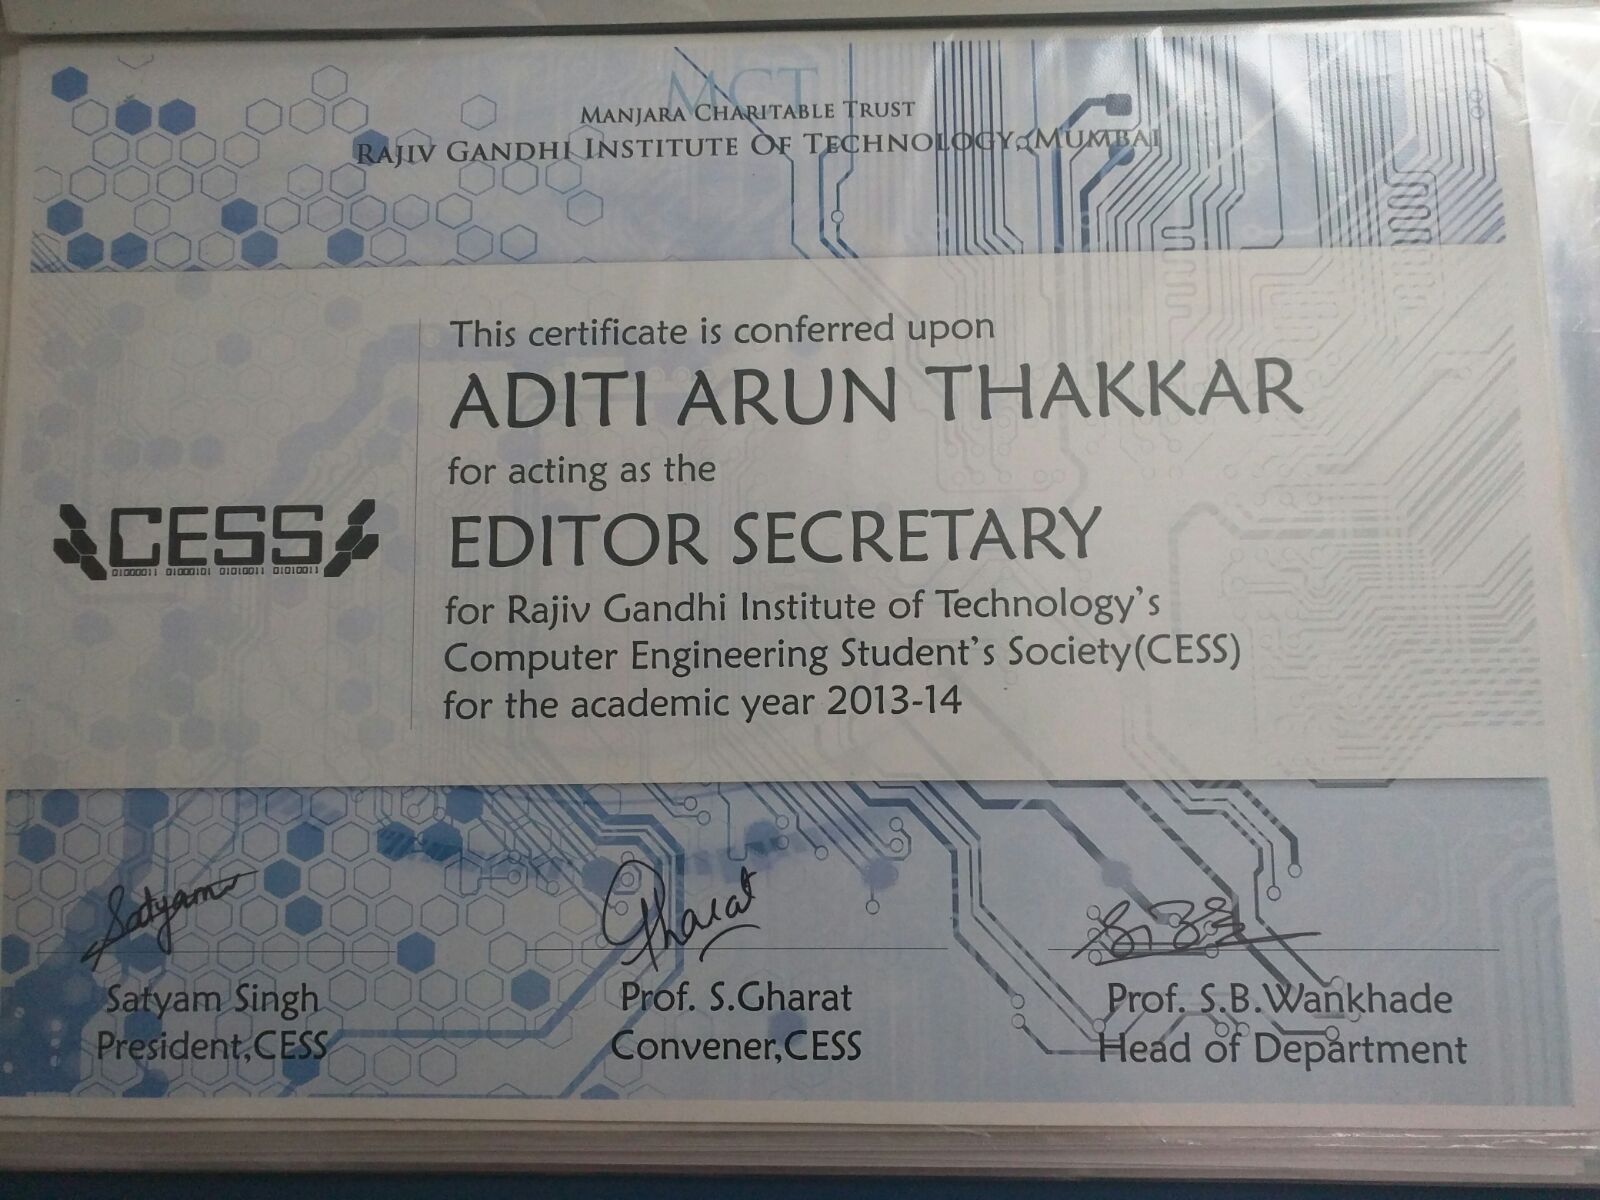 MCT
MANJARA CHARITABLE TRUST
RAJIV GANDHI INSTITUTE OF TECHNOLOGY, MUMBAI
This certificate is conferred upon
ADITI ARUN THAKKAR
for acting as the
EDITOR SECRETARY
for Rajiv Gandhi Institute of Technology's
Computer Engineering Student's Society(CESS)
for the academic year 2013-14
CESS
01000011 01000101 01010011 01010011
Satyam
Gharat
Satyam Singh
President,CESS
Prof. S.Gharat
Convener,CESS
Prof. S.B.Wankhade
Head of Department